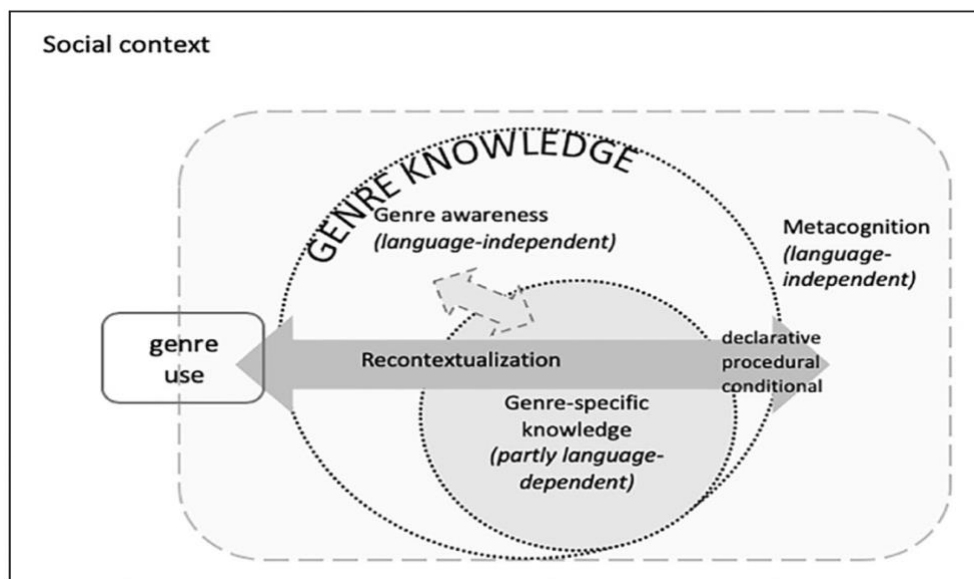 Social context
GENRE KNOWLEDGE
Genre awareness
(language-independent)
Metacognition
(language-
independent)
genre
use
Recontextualization
declarative
procedural
conditional
Genre-specific
knowledge
(partly language-
dependent)